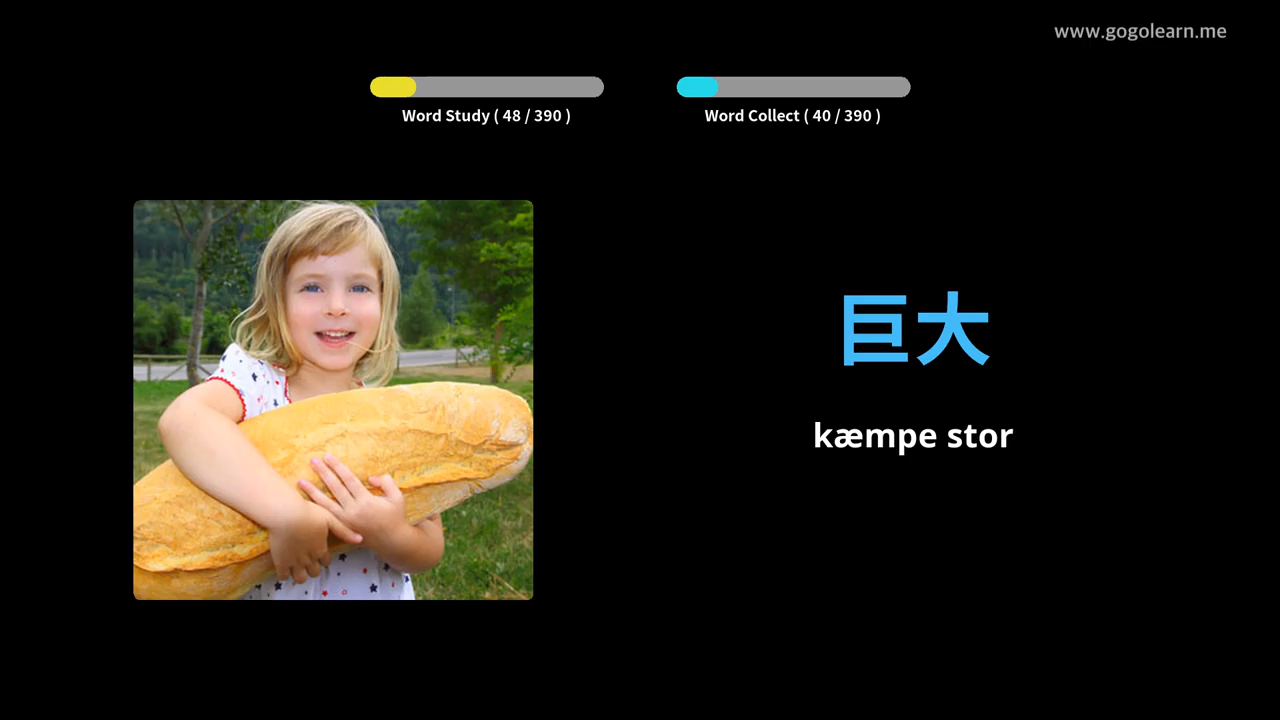 www.gogolearn.me
Word Study ( 48 / 390 )
Word Collect ( 40 / 390 )
巨大
kæmpe stor